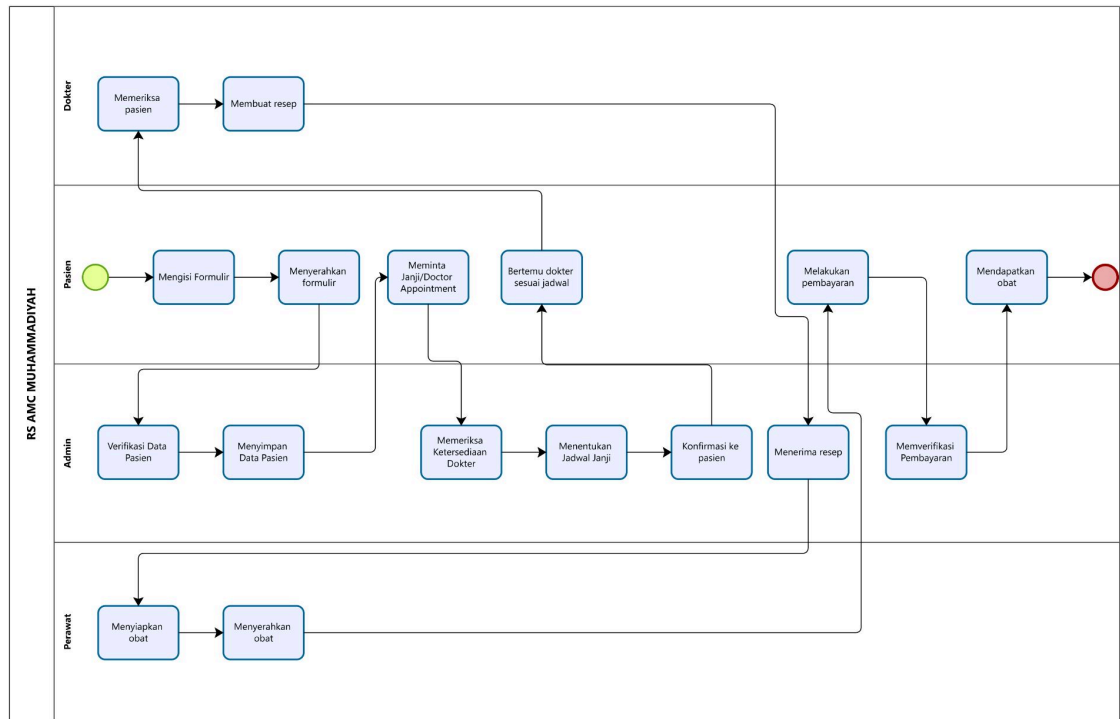 RS AMC MUHAMMADIYAH
Dokter
Memeriksa
pasien
Membuat resep
Pasien
Mengisi Formulir
Menyerahkan
formulir
Meminta
Janji/Doctor
Appointment
Bertemu dokter
sesuai jadwal
Melakukan
pembayaran
Mendapatkan
obat
Admin
Verifikasi Data
Pasien
Menyimpan
Data Pasien
Memeriksa
Ketersediaan
Dokter
Menentukan
Jadwal Janji
Konfirmasi ke
pasien
Menerima resep
Memverifikasi
Pembayaran
Perawat
Menyiapkan
obat
Menyerahkan
obat